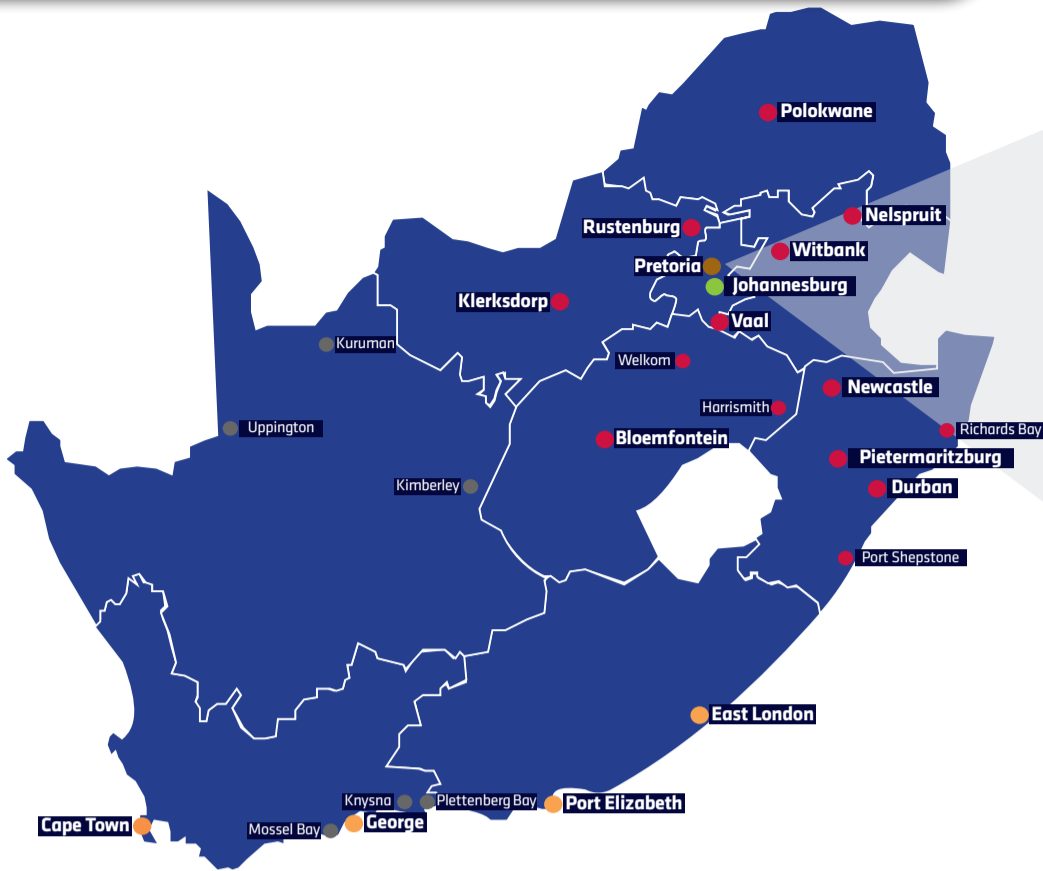 Polokwane
Nelspruit
Rustenburg
Witbank
Pretoria
Johannesburg
Klerksdorp
Vaal
Kuruman
Welkom
Newcastle
Harrismith
Uppington
Richards Bay
Bloemfontein
Pietermaritzburg
Kimberley
Durban
Port Shepstone
East London
Knysna
Plettenberg Bay
Port Elizabeth
Cape Town
Mossel Bay
George